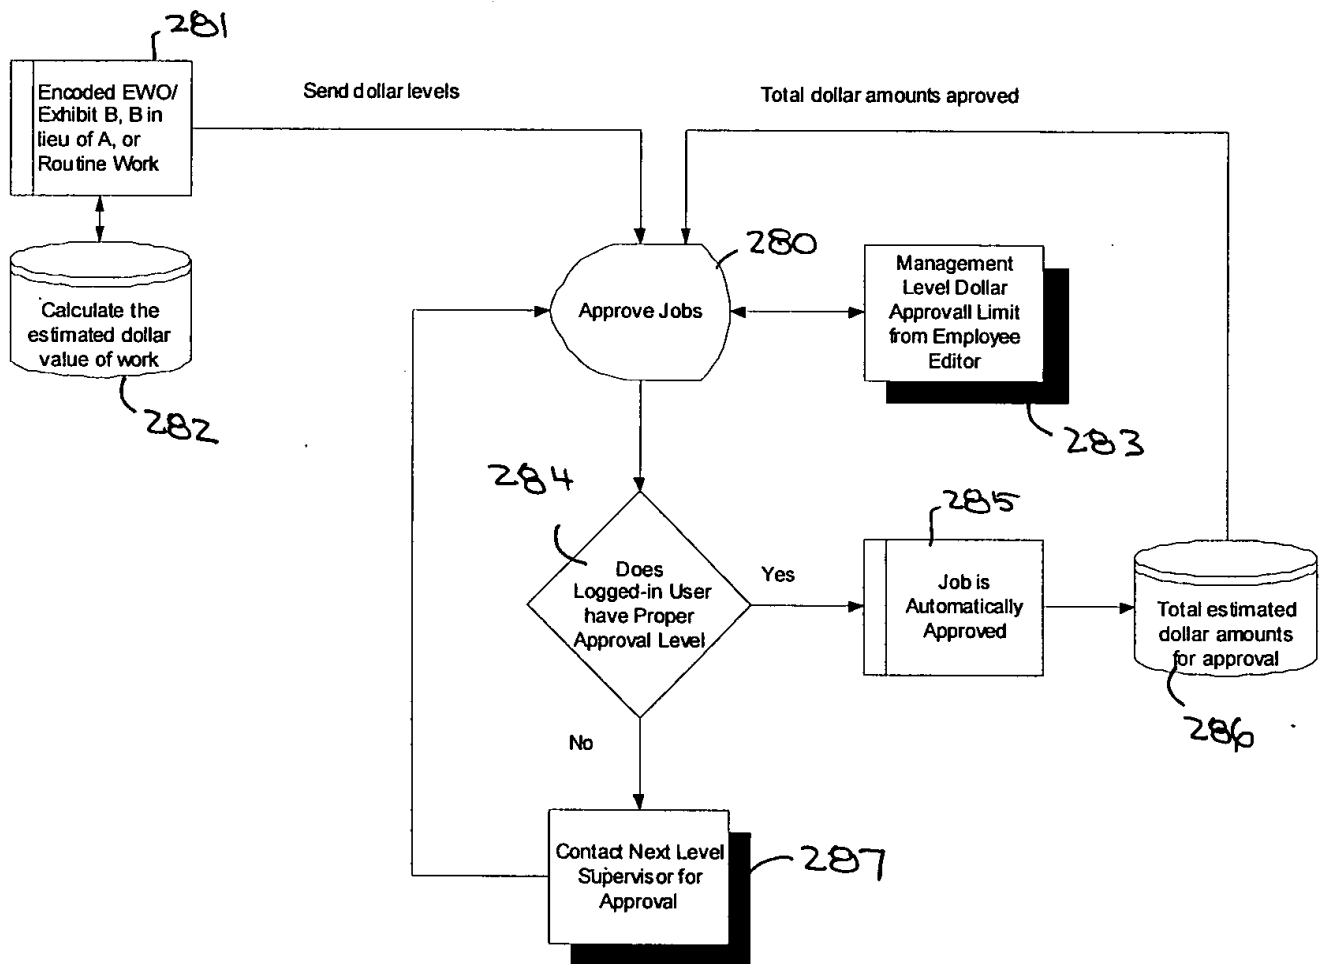 281
Encoded EWO/
Exhibit B, B in
lieu of A, or
Routine Work
Send dollar levels
Total dollar amounts aproved
Calculate the
estimated dollar
value of work
282
280
Approve Jobs
Management
Level Dollar
Approvall Limit
from Employee
Editor
283
284
Does
Logged-in User
have Proper
Approval Level
Yes
285
Job is
Automatically
Approved
Total estimated
dollar amounts
for approval
286
No
Contact Next Level
Supervisor for
Approval
287